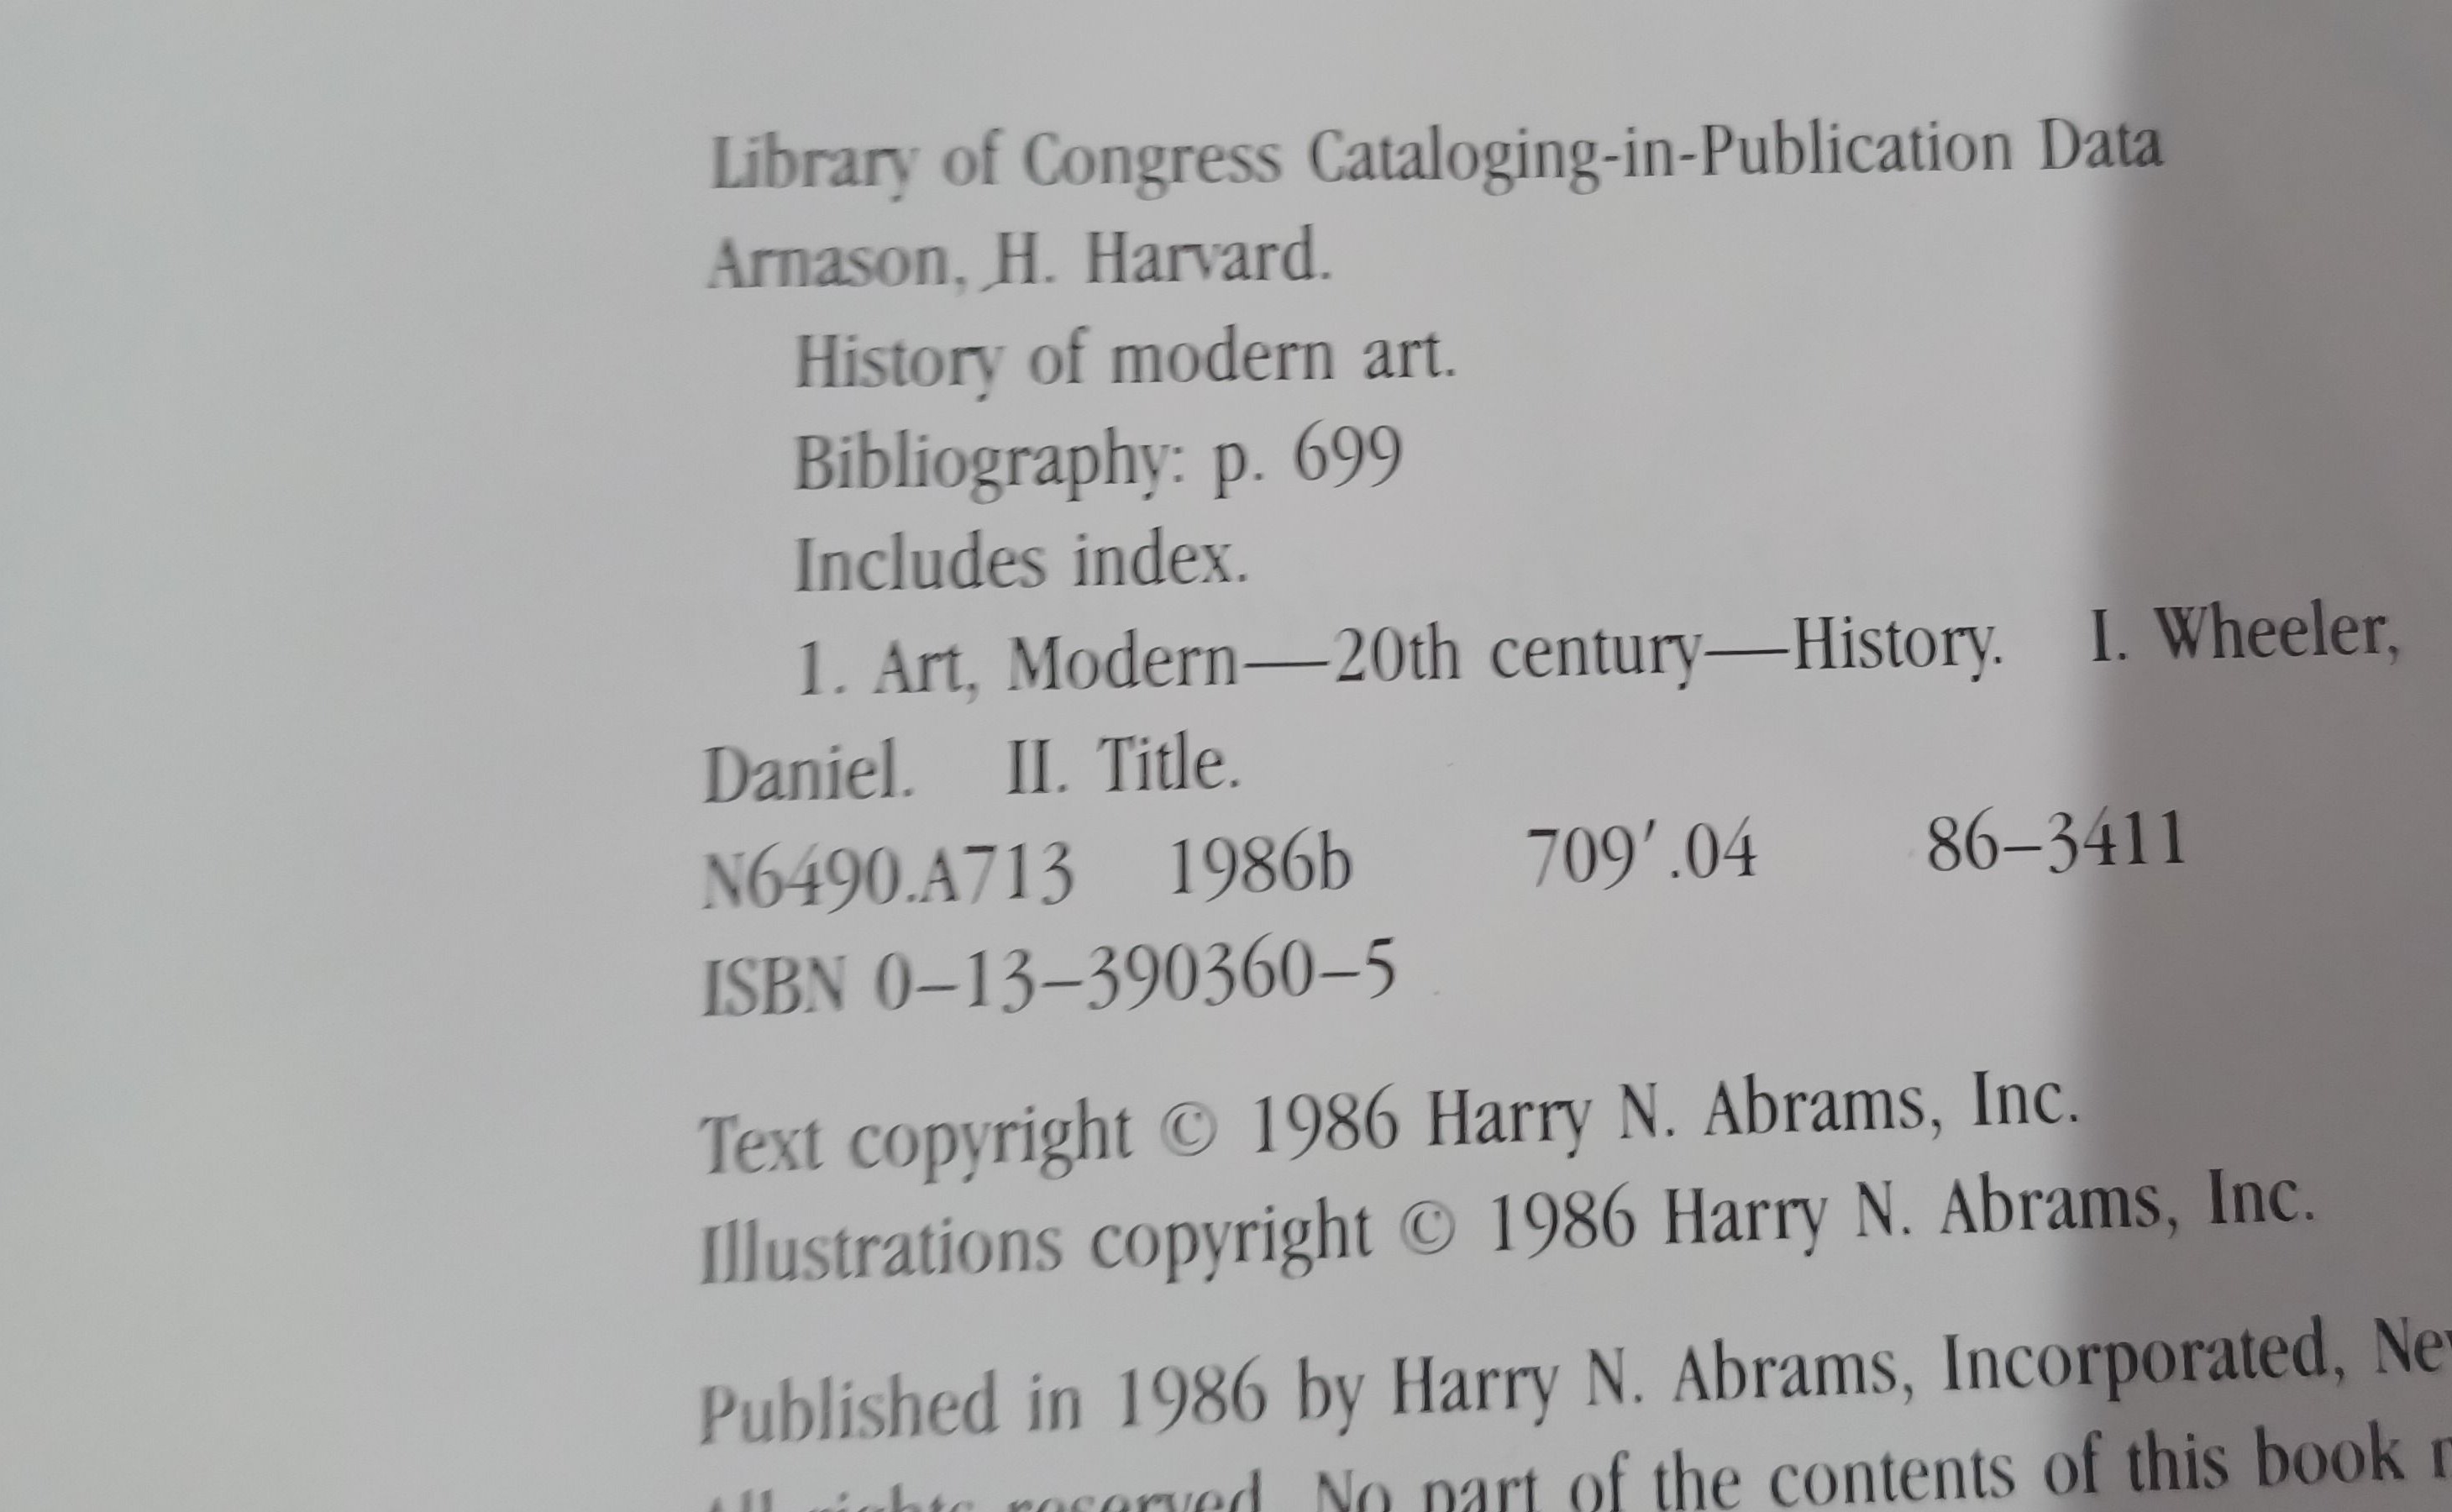 Library of Congress Cataloging-in-Publication Data
Arnason, H. Harvard.
History of modern art.
Bibliography: p. 699
Includes index.
1. Art, Modern—20th century—History. I. Wheeler,
Daniel. II. Title.
N6490.A713 1986b 709'.04 86–3411
ISBN 0–13–390360–5
Text copyright © 1986 Harry N. Abrams, Inc.
Illustrations copyright © 1986 Harry N. Abrams, Inc.
Published in 1986 by Harry N. Abrams, Incorporated,
All rights reserved. No part of the contents of this book